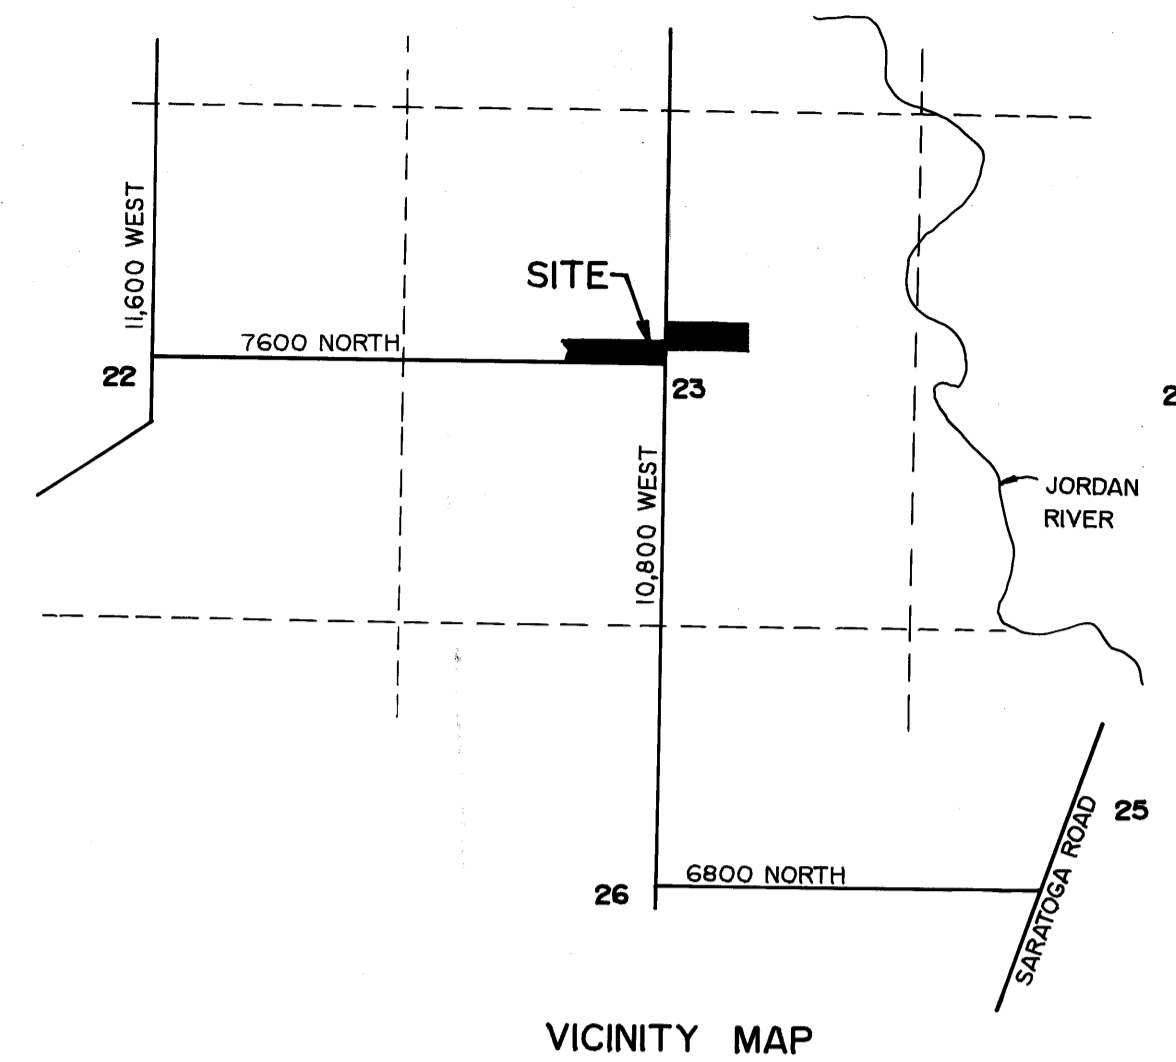 11,600 WEST
SITE
7600 NORTH
22
23
2
10,800 WEST
JORDAN
RIVER
25
6800 NORTH
26
SARATOGA ROAD
VICINITY MAP